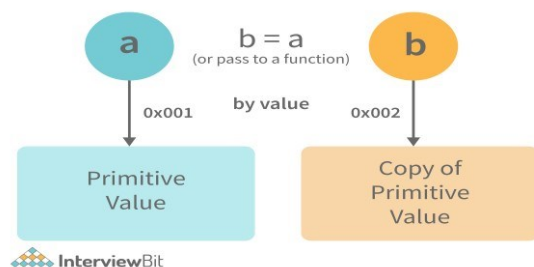 a
b = a
(or pass to a function)
b
0x001
by value
0x002
Primitive
Value
Copy of
Primitive
Value
InterviewBit